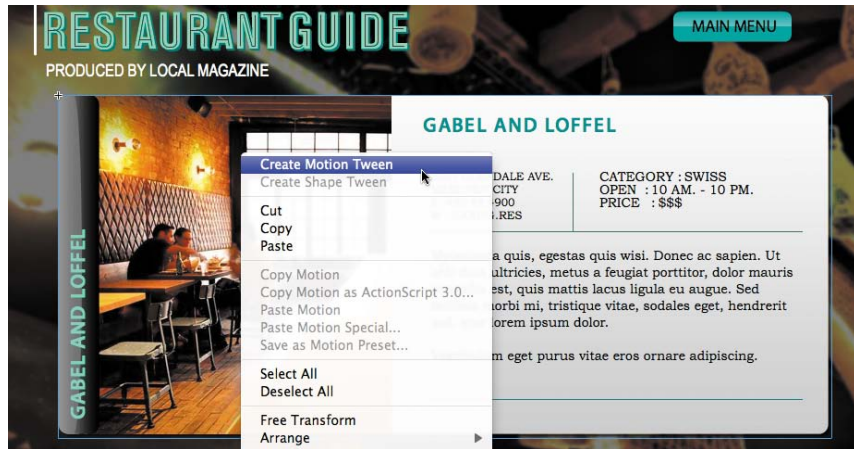 RESTAURANT GUIDE
MAIN MENU
PRODUCED BY LOCAL MAGAZINE
GABEL AND LOFFEL
GABEL AND LOFFEL
Create Motion Tween
Create Shape Tween
Cut
Copy
Paste
Copy Motion
Copy Motion as ActionScript 3.0...
Paste Motion
Paste Motion Special...
Save as Motion Preset...
Select All
Deselect All
Free Transform
Arrange
DALE AVE.
CITY
-900
.RES
CATEGORY : SWISS
OPEN : 10 AM. - 10 PM.
PRICE : $$$
a quis, egestas quis wisi. Donec ac sapien. Ut
ultricies, metus a feugiat porttitor, dolor mauris
est, quis mattis lacus ligula eu augue. Sed
morbi mi, tristique vitae, sodales eget, hendrerit
lorem ipsum dolor.
eget purus vitae eros ornare adipiscing.